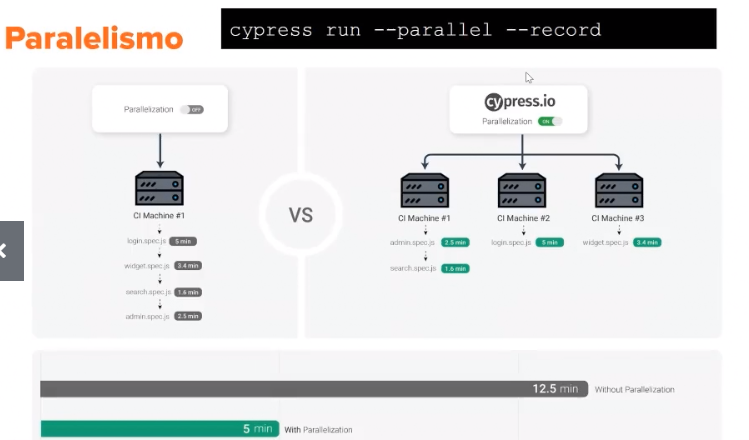 Paralelismo
cypress run --parallel --record
Parallelization OFF
CI Machine #1
login.spec.js 5 min
widget.spec.js 3.4 min
search.spec.js 1.6 min
admin.spec.js 2.5 min
VS
cypress.io
Parallelization ON
CI Machine #1
admin.spec.js 2.5 min
search.spec.js 1.6 min
CI Machine #2
login.spec.js 5 min
CI Machine #3
widget.spec.js 3.4 min
12.5 min Without Parallelization
5 min With Parallelization